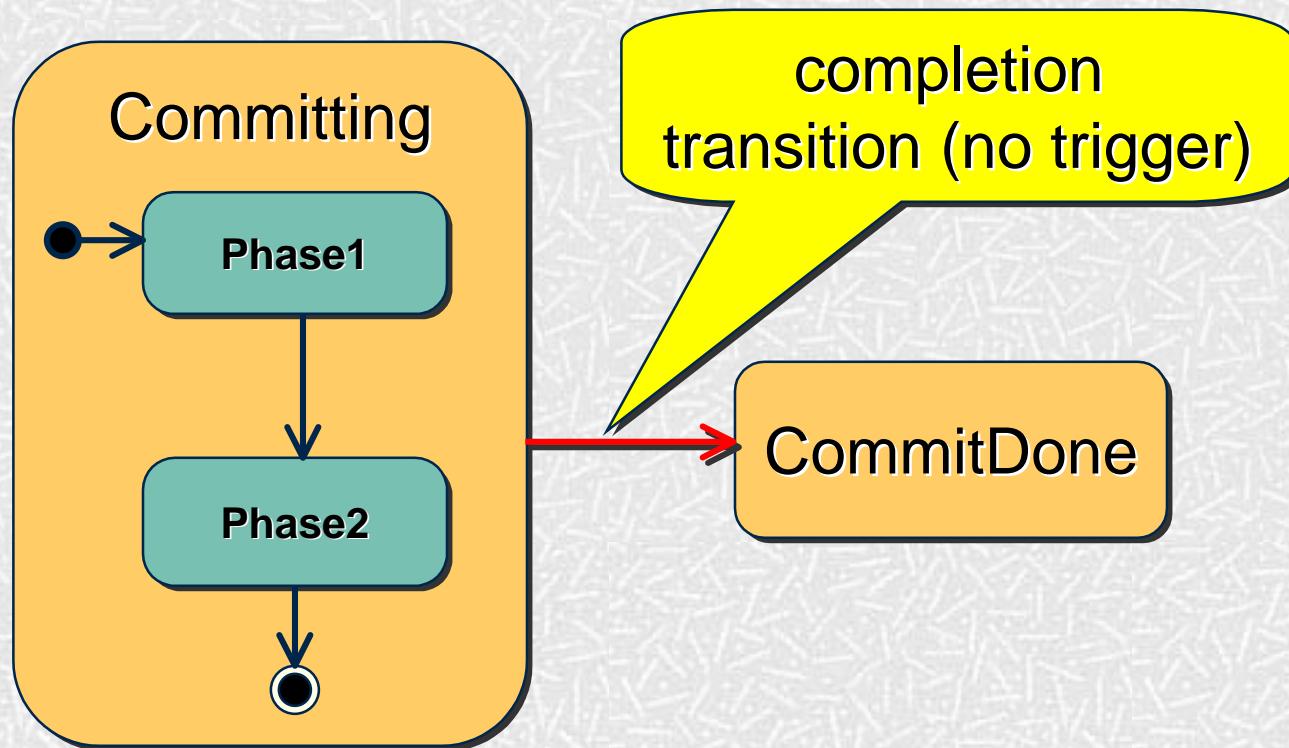 Committing
Phase1
Phase2
completion
transition (no trigger)
CommitDone